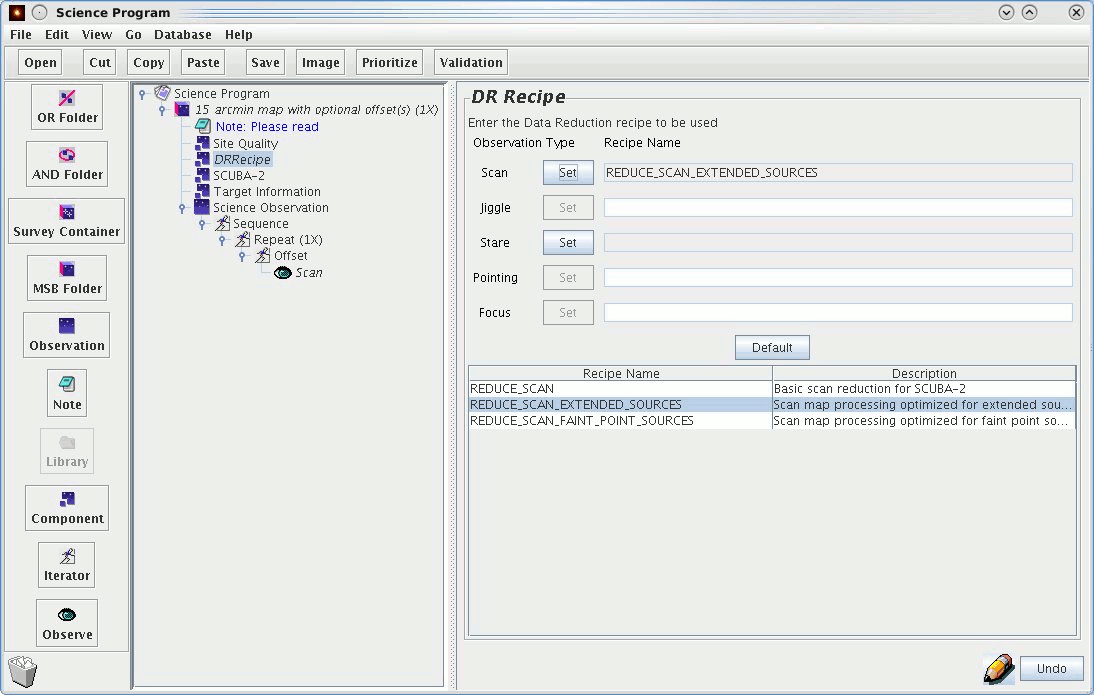 Science Program
File Edit View Go Database Help
Open Cut Copy Paste Save Image Prioritize Validation
OR Folder
AND Folder
Survey Container
MSB Folder
Observation
Note
Library
Component
Iterator
Observe
Science Program
15 arcmin map with optional offset(s) (1X)
Note: Please read
Site Quality
DRRecipe
SCUBA-2
Target Information
Science Observation
Sequence
Repeat (1X)
Offset
Scan
DR Recipe
Enter the Data Reduction recipe to be used
Observation Type Recipe Name
Scan Set REDUCE_SCAN_EXTENDED_SOURCES
Jiggle Set
Stare Set
Pointing Set
Focus Set
Default
Recipe Name Description
REDUCE_SCAN Basic scan reduction for SCUBA-2
REDUCE_SCAN_EXTENDED_SOURCES Scan map processing optimized for extended sou...
REDUCE_SCAN_FAINT_POINT_SOURCES Scan map processing optimized for faint point so...
Undo